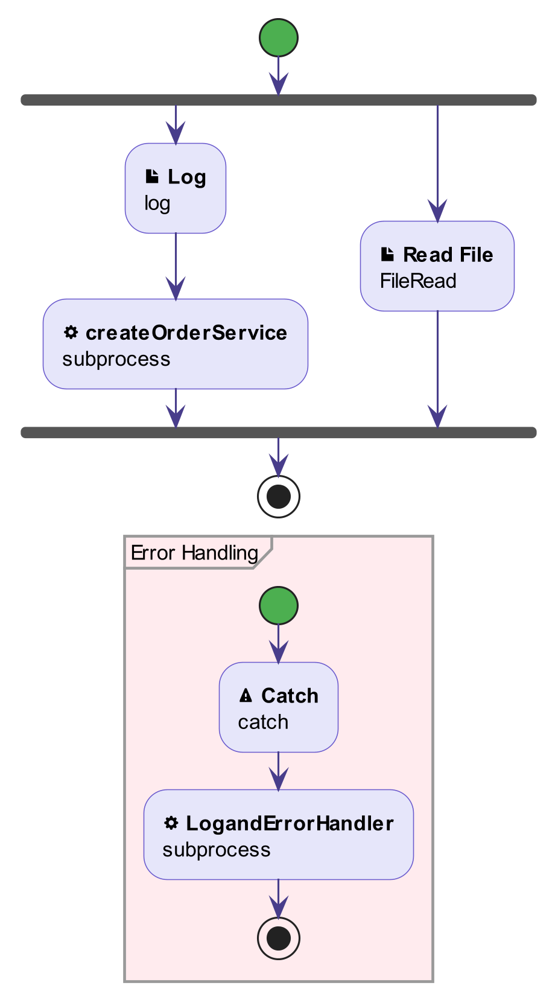 Log
log
Read File
FileRead
createOrderService
subprocess
Error Handling
Catch
catch
LogandErrorHandler
subprocess